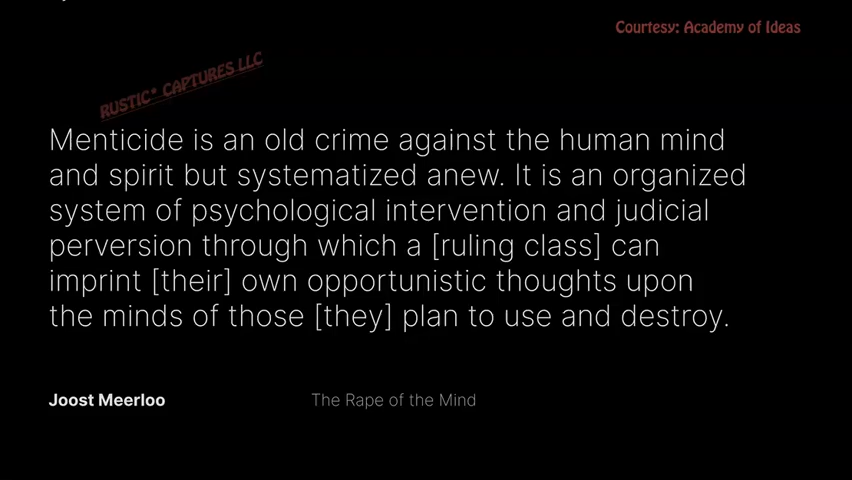 Courtesy: Academy of Ideas
RUSTIC* CAPTURES LLC
Menticide is an old crime against the human mind
and spirit but systematized anew. It is an organized
system of psychological intervention and judicial
perversion through which a [ruling class] can
imprint [their] own opportunistic thoughts upon
the minds of those [they] plan to use and destroy.
Joost Meerloo
The Rape of the Mind